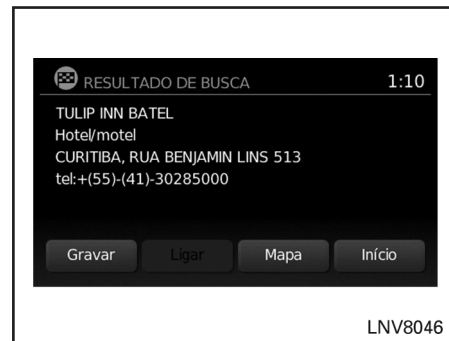 RESULTADO DE BUSCA 1:10
TULIP INN BATEL
Hotel/motel
CURITIBA, RUA BENJAMIN LINS 513
tel:+(55)-(41)-30285000
Gravar Ligar Mapa Início
LNV8046